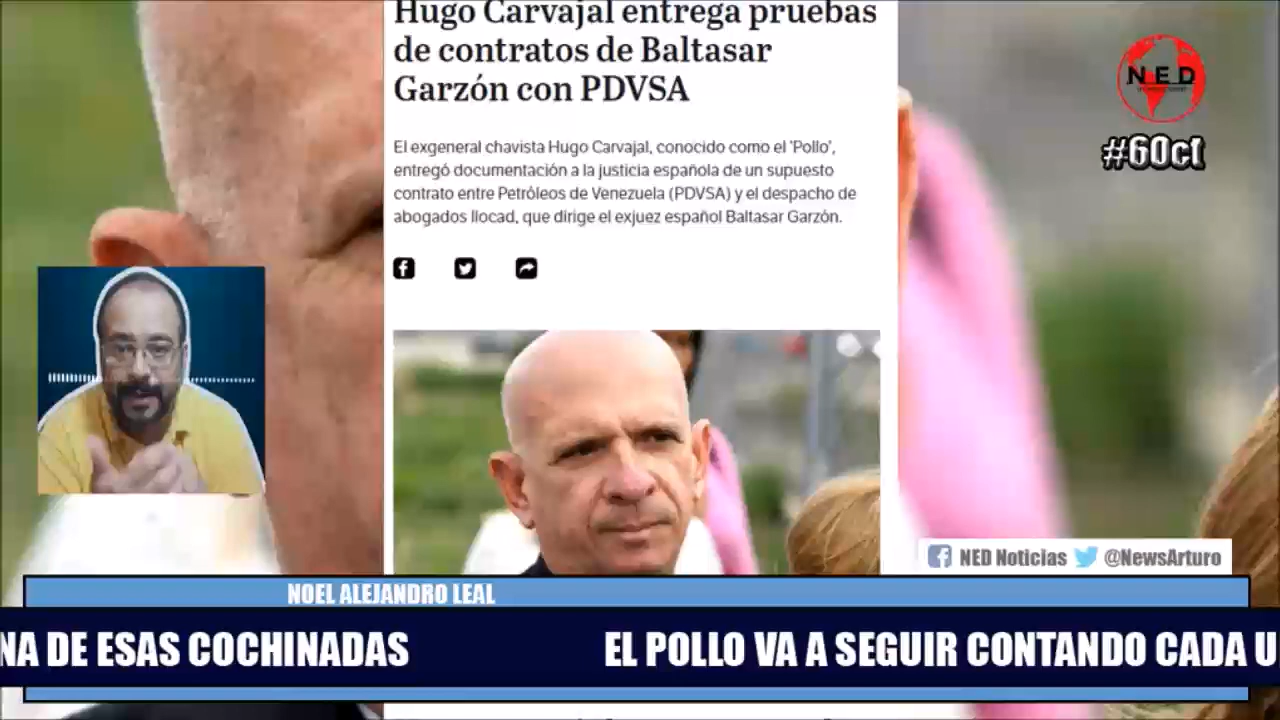 Hugo Carvajal entrega pruebas
de contratos de Baltasar
Garzón con PDVSA
El exgeneral chavista Hugo Carvajal, conocido como el 'Pollo',
entregó documentación a la justicia española de un supuesto
contrato entre Petróleos de Venezuela (PDVSA) y el despacho de
abogados Ilocad, que dirige el exjuez español Baltasar Garzón.
NED
#60ct
NED Noticias @NewsArturo
NOEL ALEJANDRO LEAL
NA DE ESAS COCHINADAS EL POLLO VA A SEGUIR CONTANDO CADA U